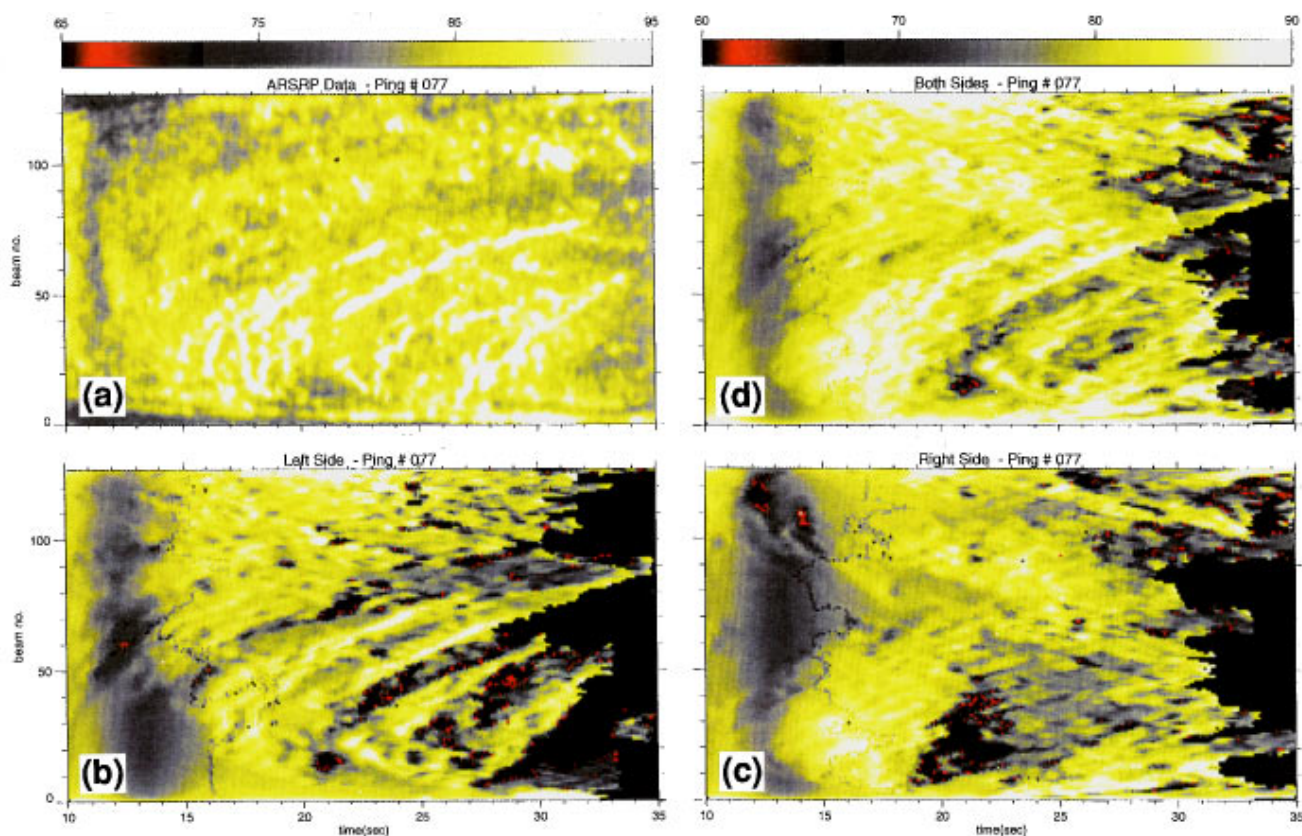 65 75 85 95
60 70 80 90
ARSRP Data - Ping # 077
Both Sides - Ping # 077
beam no.
100
50
0
(a)
(d)
Left Side - Ping # 077
Right Side - Ping # 077
beam no.
100
50
0
(b)
(c)
10 15 20 25 30 35
10 15 20 25 30 35
time(sec)
time(sec)